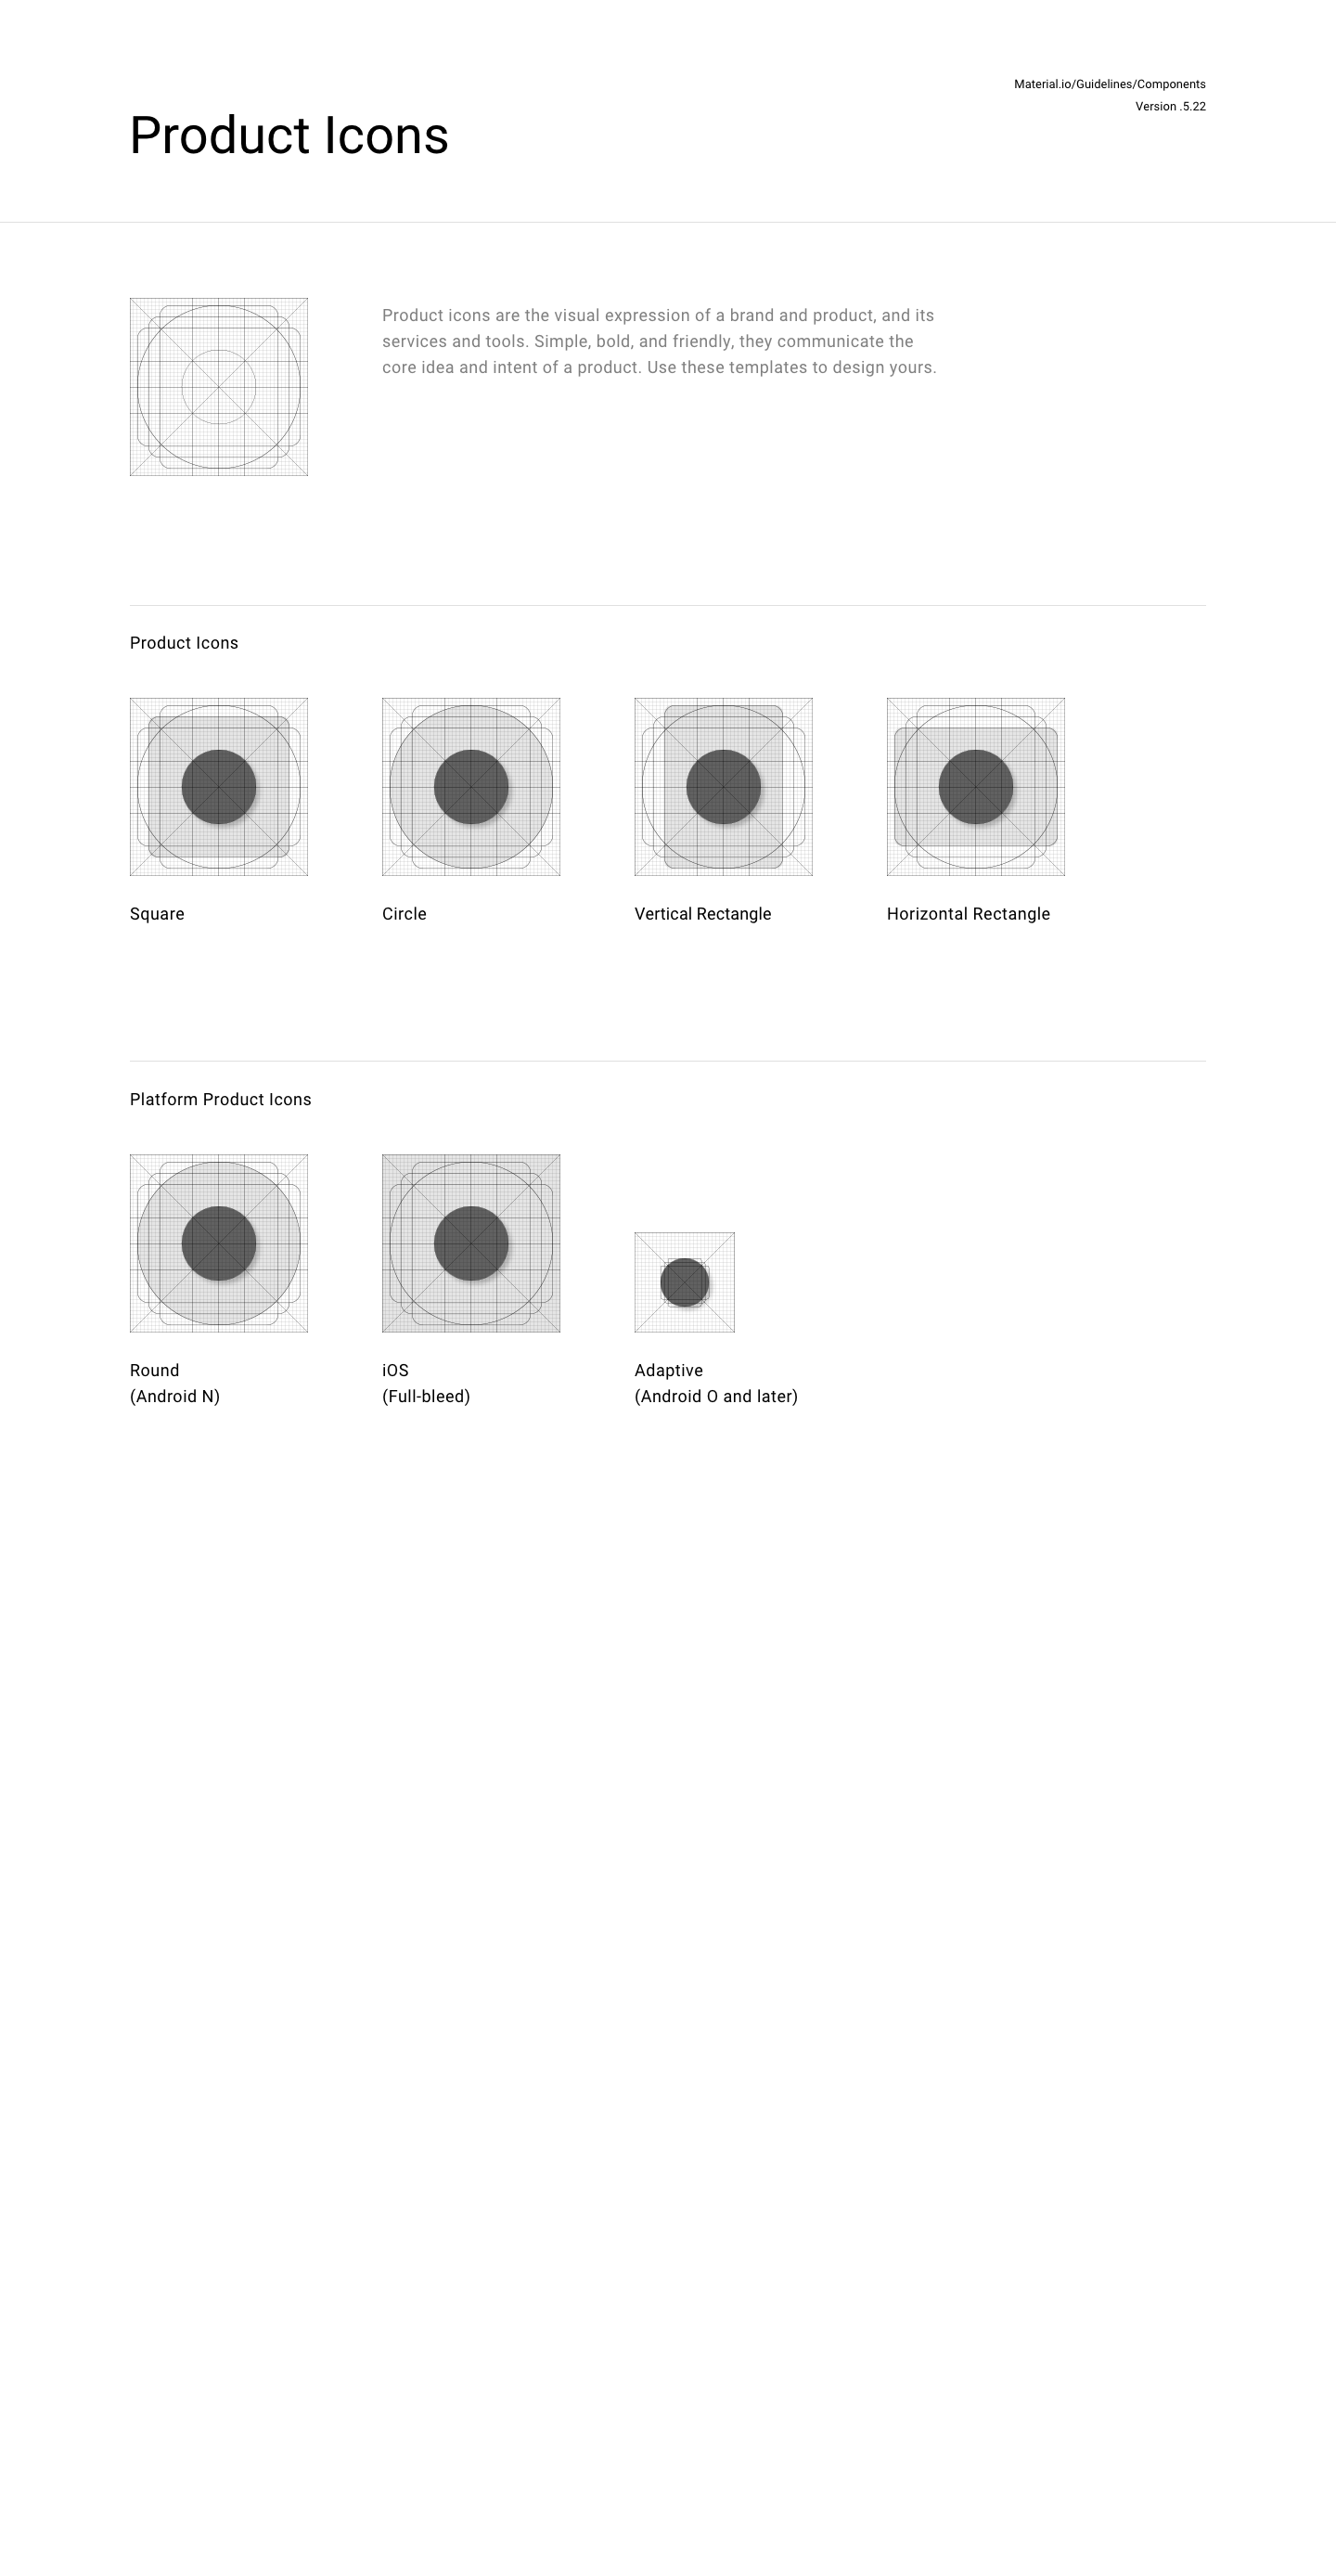 Material.io/Guidelines/Components
Version .5.22
Product Icons
Product icons are the visual expression of a brand and product, and its
services and tools. Simple, bold, and friendly, they communicate the
core idea and intent of a product. Use these templates to design yours.
Product Icons
Square
Circle
Vertical Rectangle
Horizontal Rectangle
Platform Product Icons
Round
(Android N)
iOS
(Full-bleed)
Adaptive
(Android O and later)